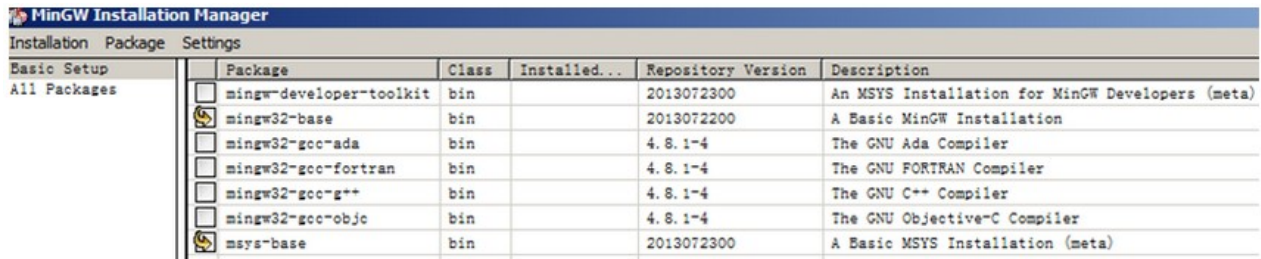 MinGW Installation Manager
Installation Package Settings
Basic Setup
All Packages
Package Class Installed... Repository Version Description
mingw-developer-toolkit bin 2013072300 An MSYS Installation for MinGW Developers (meta)
mingw32-base bin 2013072200 A Basic MinGW Installation
mingw32-gcc-ada bin 4.8.1-4 The GNU Ada Compiler
mingw32-gcc-fortran bin 4.8.1-4 The GNU FORTRAN Compiler
mingw32-gcc-g++ bin 4.8.1-4 The GNU C++ Compiler
mingw32-gcc-objc bin 4.8.1-4 The GNU Objective-C Compiler
msys-base bin 2013072300 A Basic MSYS Installation (meta)